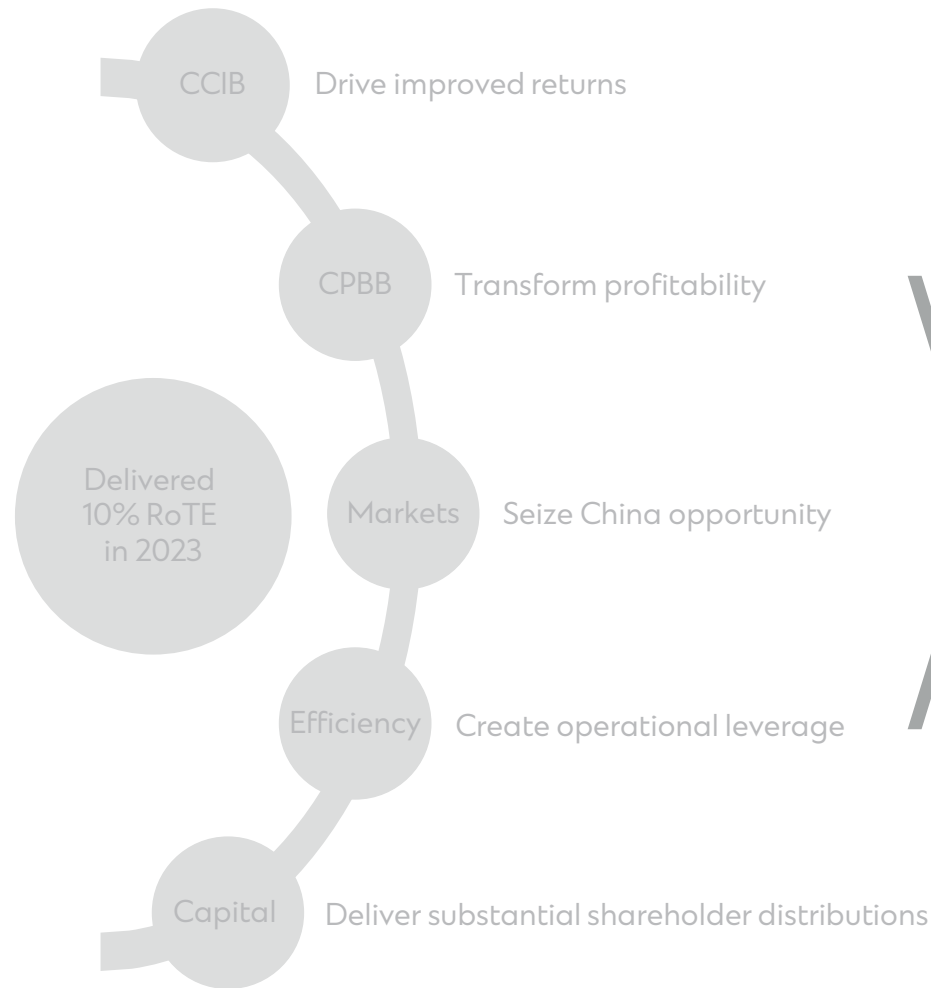 CCIB
Drive improved returns
CPBB
Transform profitability
Delivered
10% RoTE
in 2023
Markets
Seize China opportunity
Efficiency
Create operational leverage
Capital
Deliver substantial shareholder distributions